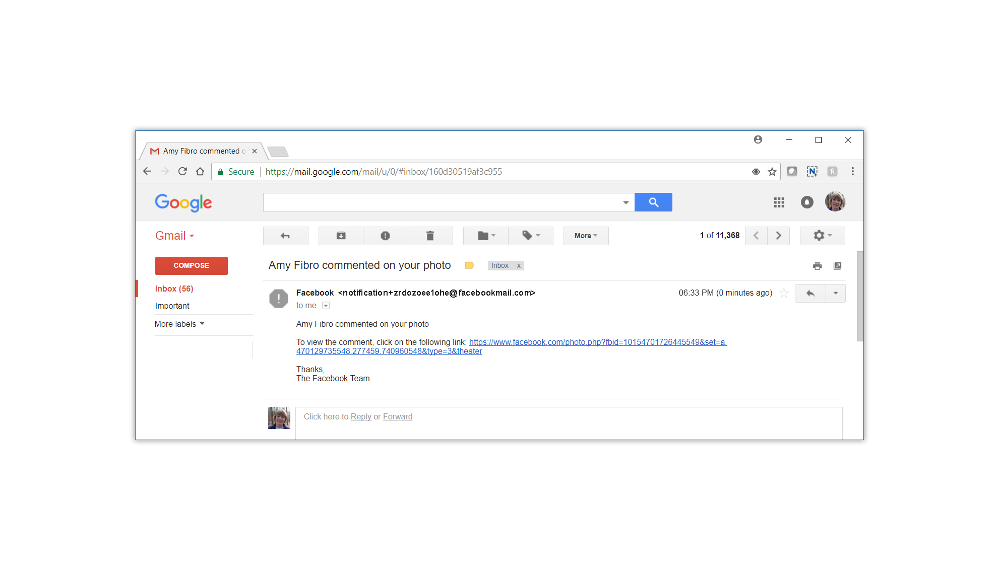 Amy Fibro commented o
Secure https://mail.google.com/mail/u/0/#inbox/160d30519af3c955
Google
Gmail
More
1 of 11,368
COMPOSE
Amy Fibro commented on your photo
Inbox x
Inbox (56)
Important
More labels
Facebook <notification+zrdozoee1ohe@facebookmail.com>
06:33 PM (0 minutes ago)
to me
Amy Fibro commented on your photo
To view the comment, click on the following link: https://www.facebook.com/photo.php?fbid=10154701726445549&set=a.
470129735548.277459.740960548&type=3&theater
Thanks,
The Facebook Team
Click here to Reply or Forward